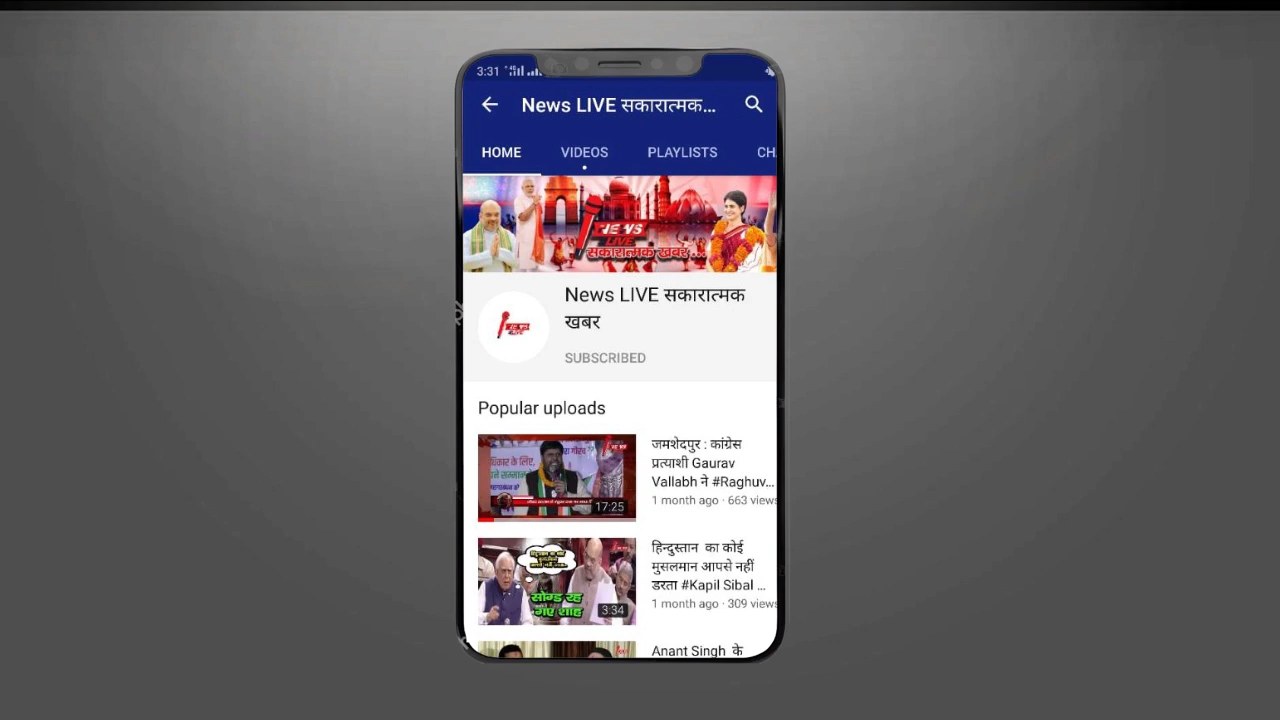 3:31
News LIVE सकारात्मक...
HOME
VIDEOS
PLAYLISTS
CH
NEWS
LIVE
सकारात्मक खबर ...
News LIVE सकारात्मक
खबर
SUBSCRIBED
Popular uploads
धिकार के लिए,
17:25
जमशेदपुर : कांग्रेस
प्रत्याशी Gaurav
Vallabh ने #Raghuv...
1 month ago · 663 views
सोचते रह
गए शाह
3:34
हिन्दुस्तान का कोई
मुसलमान आपसे नहीं
डरता #Kapil Sibal ...
1 month ago · 309 views
Anant Singh के